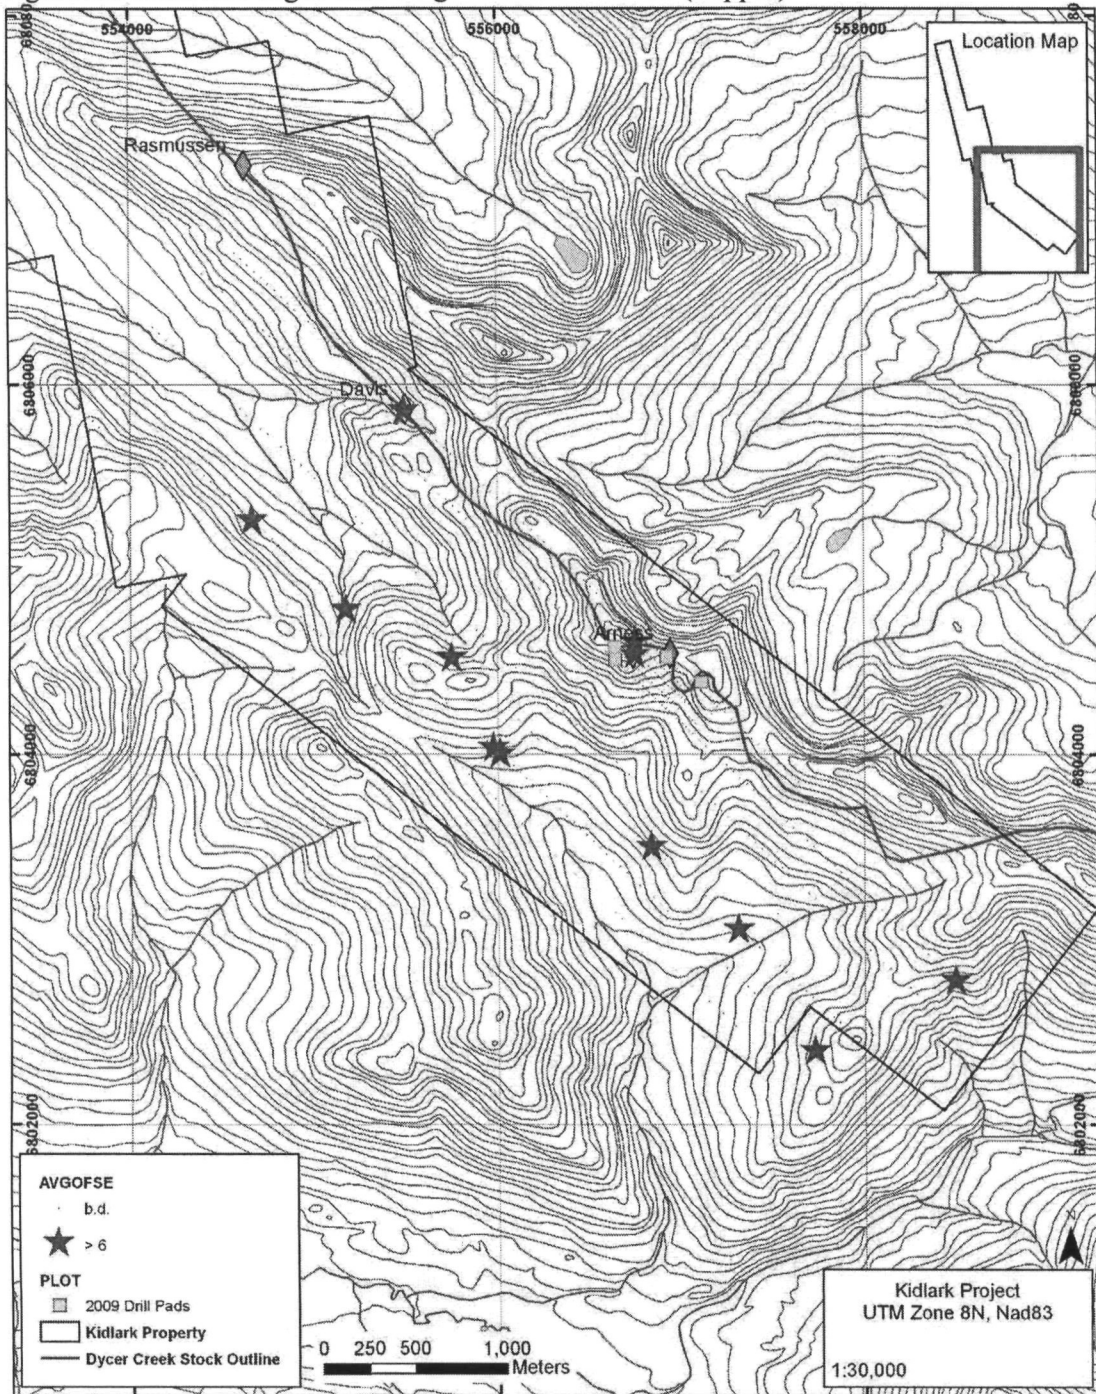 554000
556000
558000
Location Map
Rasmussen
6806000
6806000
Davis
Arness
6804000
6804000
6802000
6802000
AVGOFSE
b.d.
> 6
PLOT
2009 Drill Pads
Kidlark Property
Dycer Creek Stock Outline
0 250 500 1,000
Meters
N
Kidlark Project
UTM Zone 8N, Nad83
1:30,000